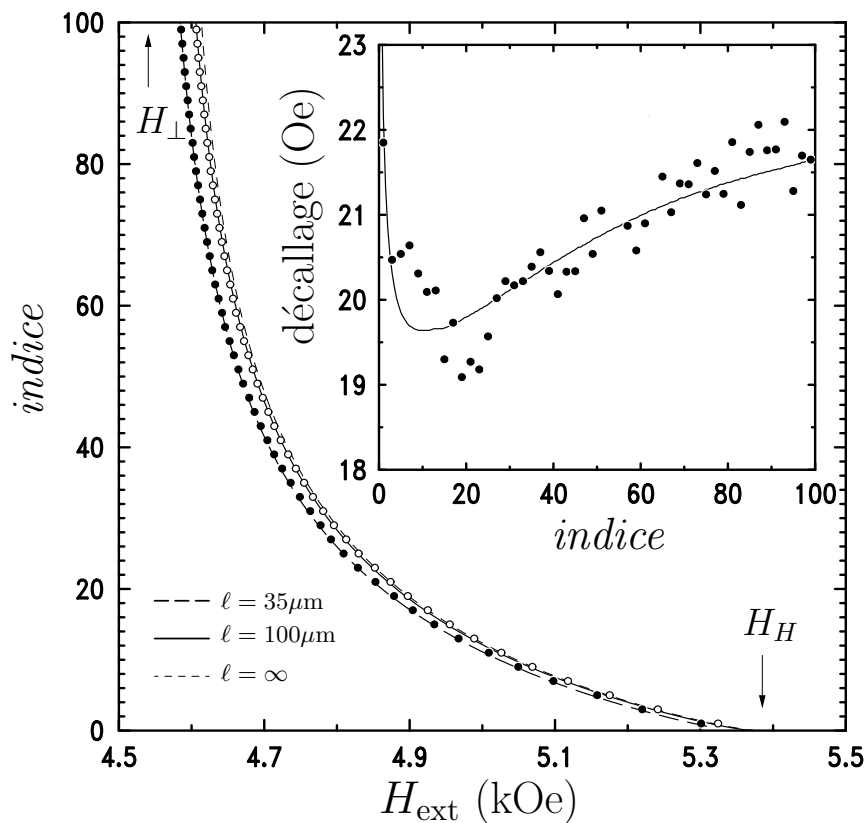 100
80
60
40
20
0
indice
4.5
4.7
4.9
5.1
5.3
5.5
H_ext (kOe)
H_⊥
H_H
ℓ = 35μm
ℓ = 100μm
ℓ = ∞
23
22
21
20
19
18
décallage (Oe)
0
20
40
60
80
100
indice